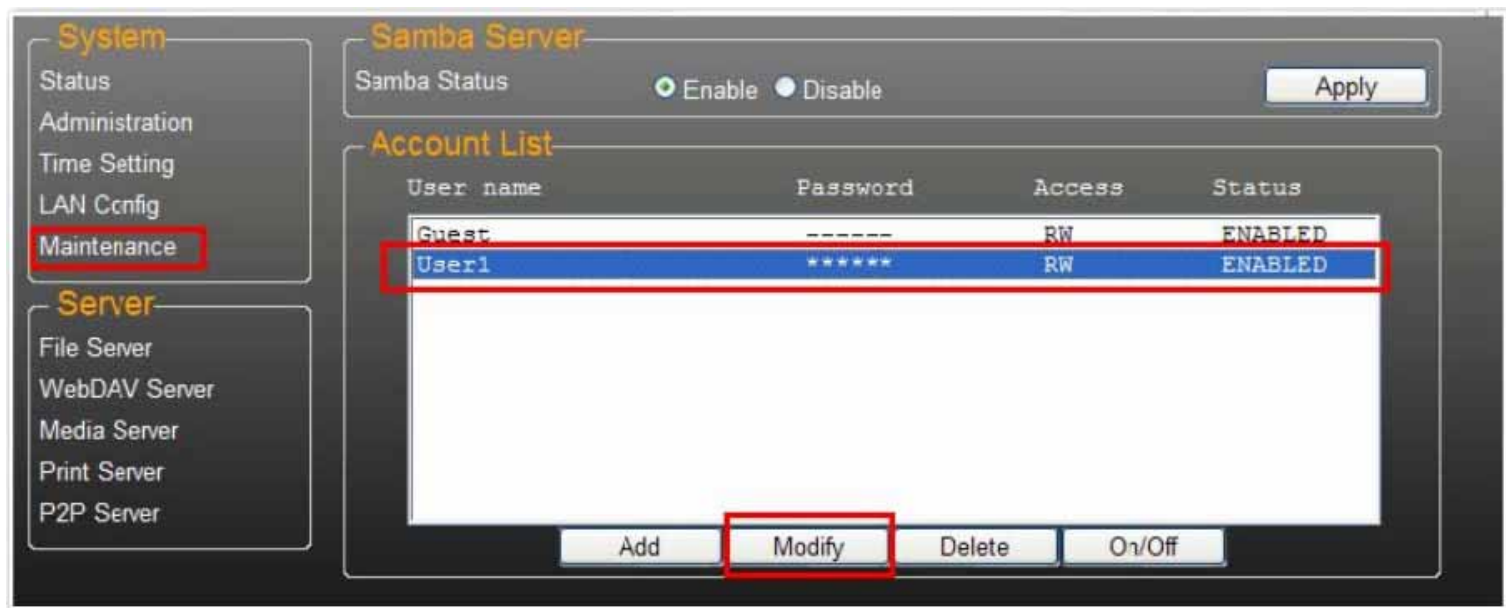 System
Status
Administration
Time Setting
LAN Config
Maintenance
Server
File Server
WebDAV Server
Media Server
Print Server
P2P Server
Samba Server
Samba Status Enable Disable Apply
Account List
User name Password Access Status
Guest ------ RW ENABLED
User1 ****** RW ENABLED
Add Modify Delete On/Off